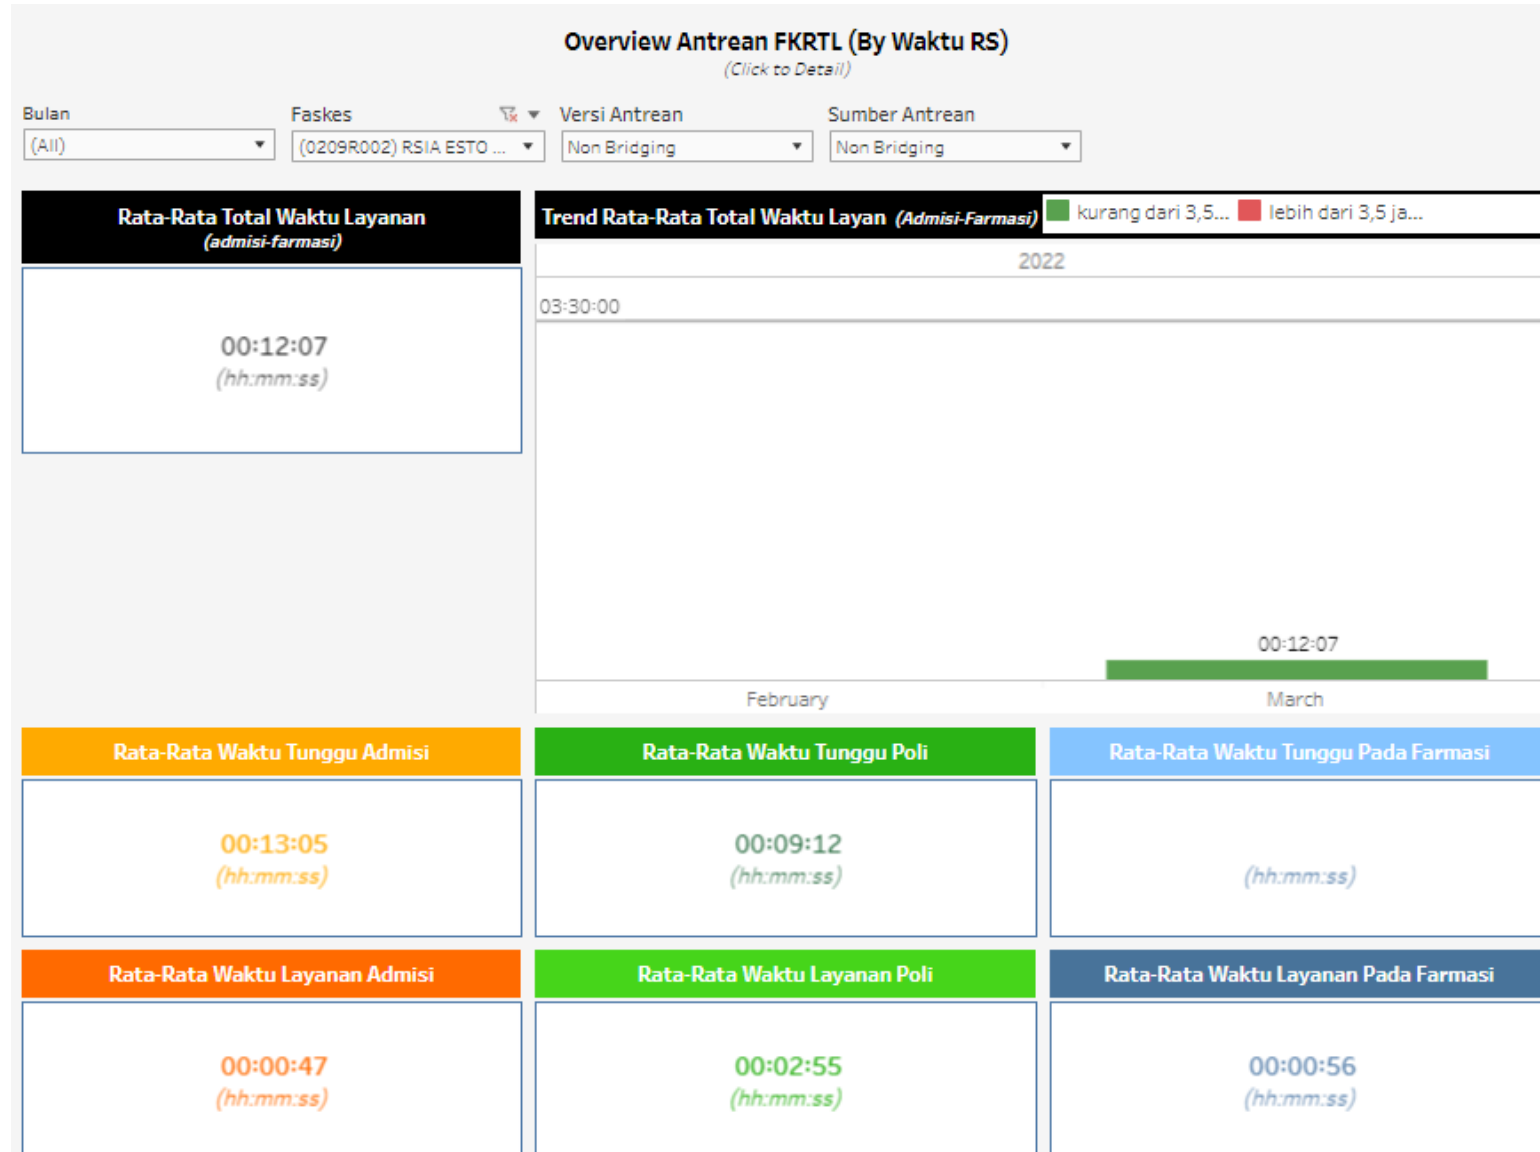 Overview Antrean FKRTL (By Waktu RS)
(Click to Detail)
Bulan
Faskes
Versi Antrean
Sumber Antrean
(All)
(0209R002) RSIA ESTO ...
Non Bridging
Non Bridging
Rata-Rata Total Waktu Layanan
(admisi-farmasi)
Trend Rata-Rata Total Waktu Layan (Admisi-Farmasi)
kurang dari 3,5...
lebih dari 3,5 ja...
2022
03:30:00
00:12:07
(hh:mm:ss)
00:12:07
February
March
Rata-Rata Waktu Tunggu Admisi
Rata-Rata Waktu Tunggu Poli
Rata-Rata Waktu Tunggu Pada Farmasi
00:13:05
(hh:mm:ss)
00:09:12
(hh:mm:ss)
(hh:mm:ss)
Rata-Rata Waktu Layanan Admisi
Rata-Rata Waktu Layanan Poli
Rata-Rata Waktu Layanan Pada Farmasi
00:00:47
(hh:mm:ss)
00:02:55
(hh:mm:ss)
00:00:56
(hh:mm:ss)